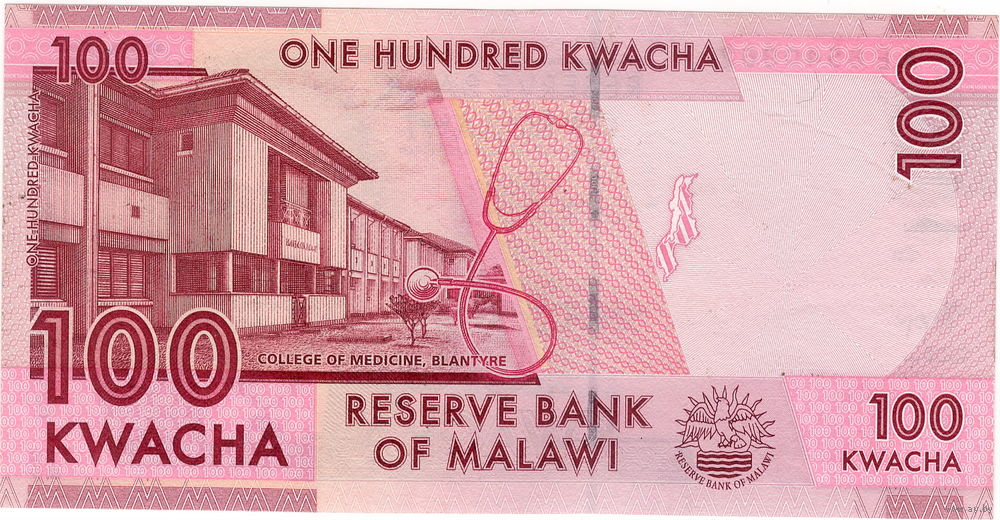 100
ONE HUNDRED KWACHA
100
ONE HUNDRED KWACHA
COLLEGE OF MEDICINE, BLANTYRE
100
KWACHA
RESERVE BANK
OF MALAWI
RESERVE BANK OF MALAWI
100
KWACHA